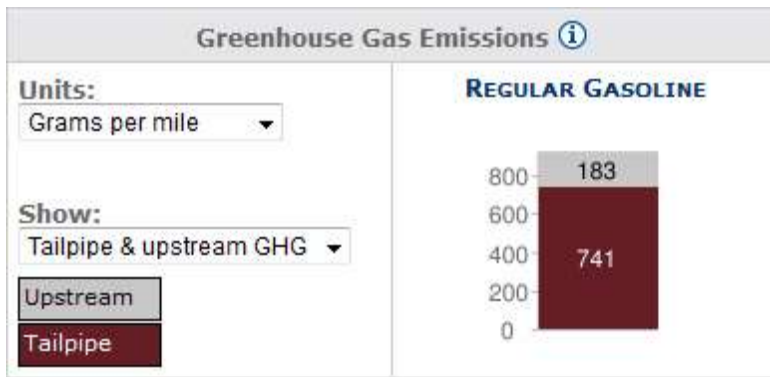 Greenhouse Gas Emissions
Units:
Grams per mile
Show:
Tailpipe & upstream GHG
Upstream
Tailpipe
REGULAR GASOLINE
800
183
600
400
741
200
0